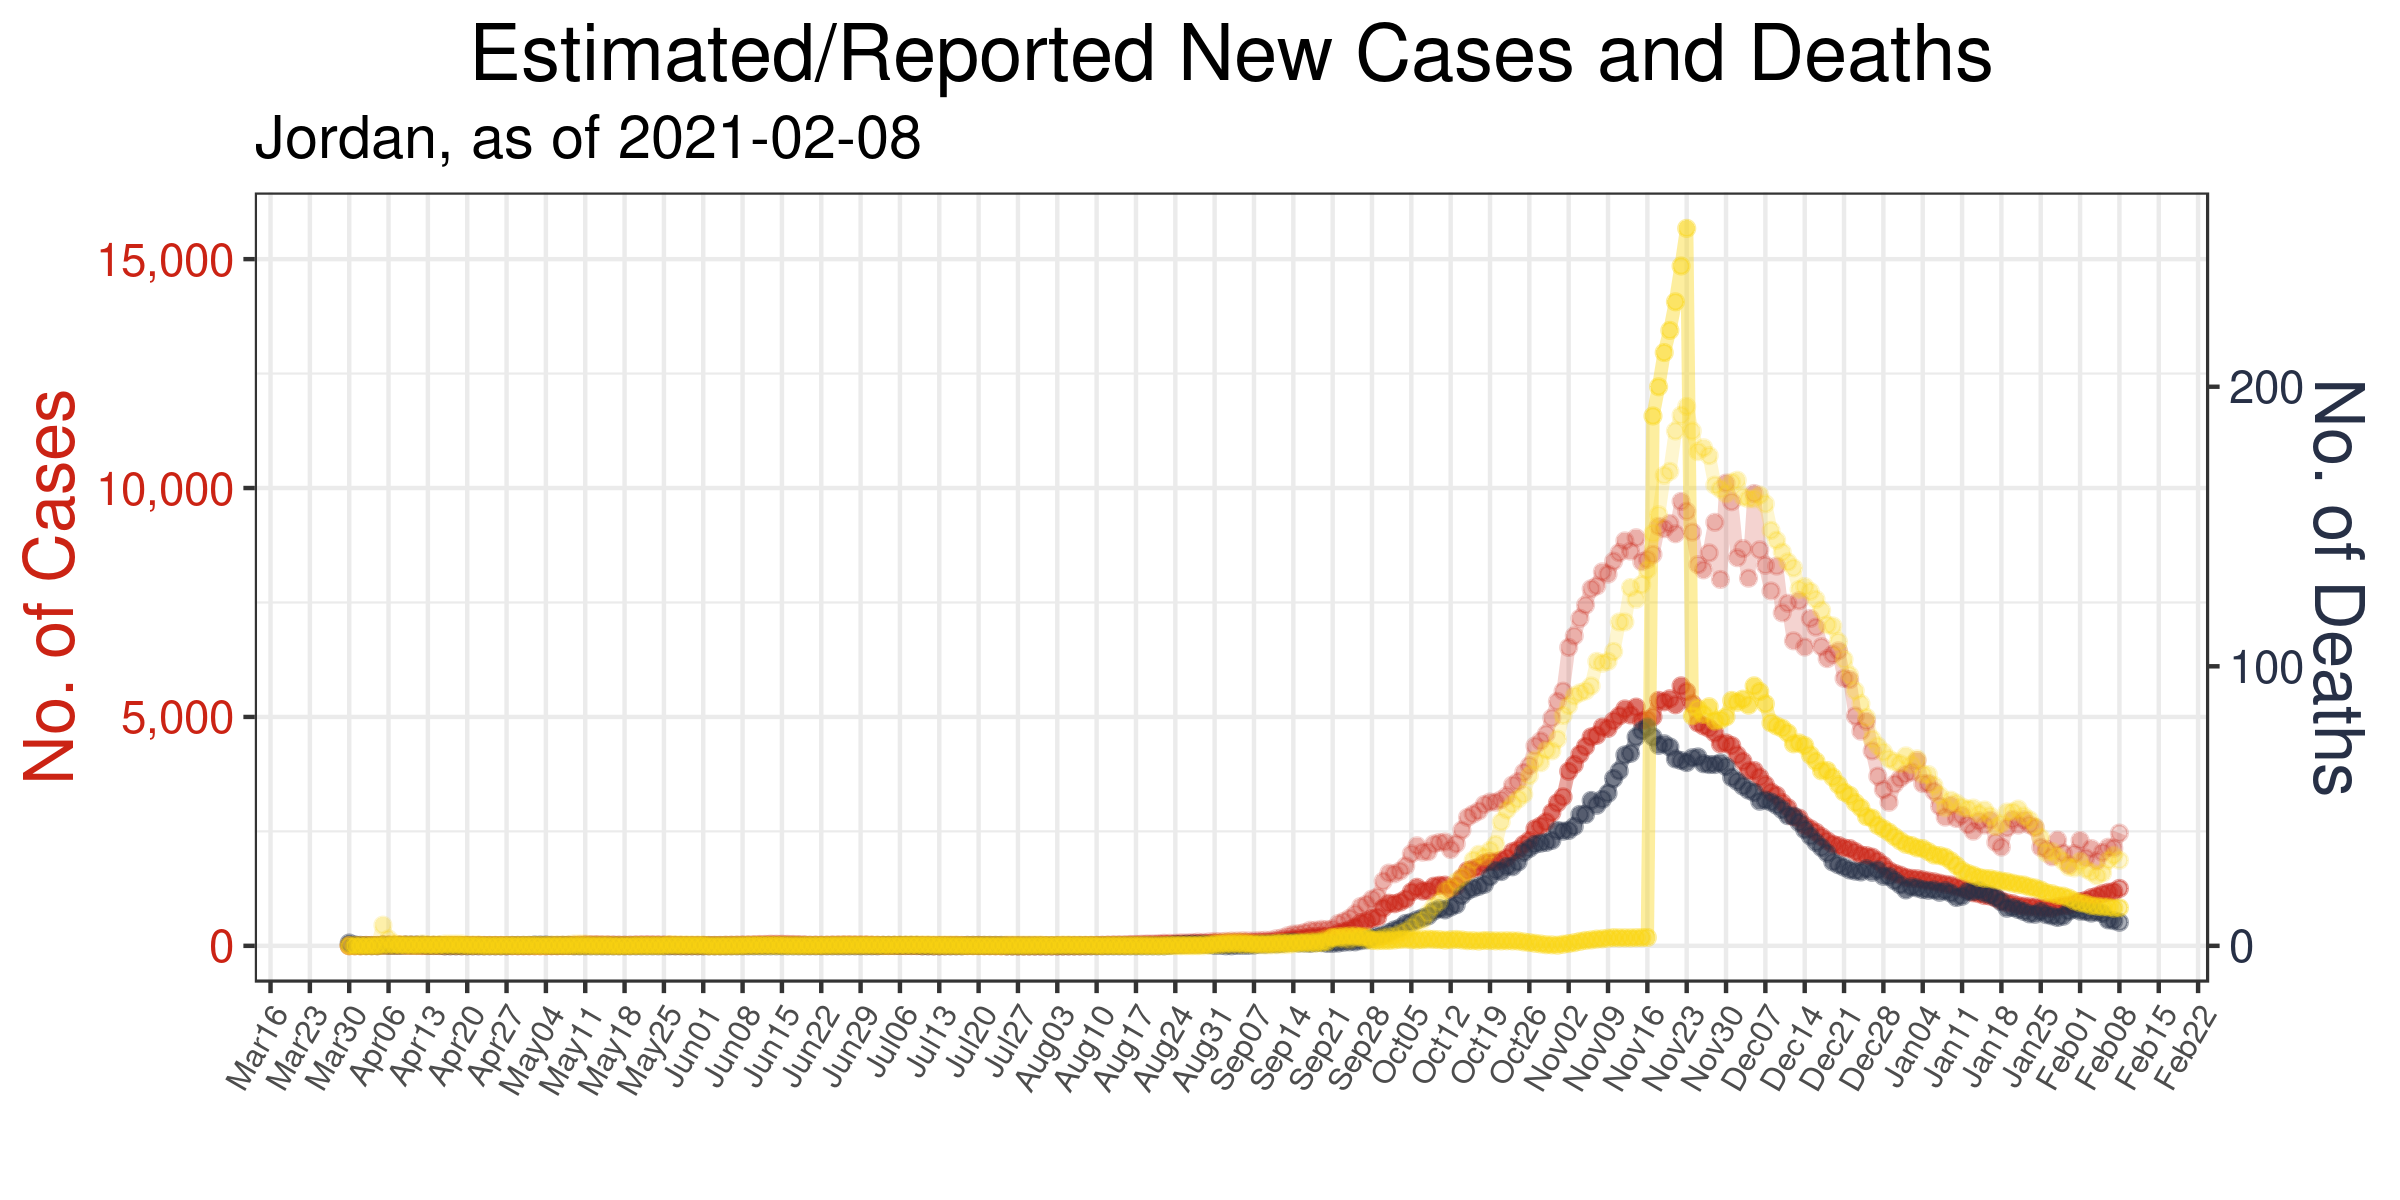 Estimated/Reported New Cases and Deaths
Jordan, as of 2021-02-08
No. of Cases
15,000
10,000
5,000
0
200
100
0
No. of Deaths
Mar16
Mar23
Mar30
Apr06
Apr13
Apr20
Apr27
May04
May11
May18
May25
Jun01
Jun08
Jun15
Jun22
Jun29
Jul06
Jul13
Jul20
Jul27
Aug03
Aug10
Aug17
Aug24
Aug31
Sep07
Sep14
Sep21
Sep28
Oct05
Oct12
Oct19
Oct26
Nov02
Nov09
Nov16
Nov23
Nov30
Dec07
Dec14
Dec21
Dec28
Jan04
Jan11
Jan18
Jan25
Feb01
Feb08
Feb15
Feb22